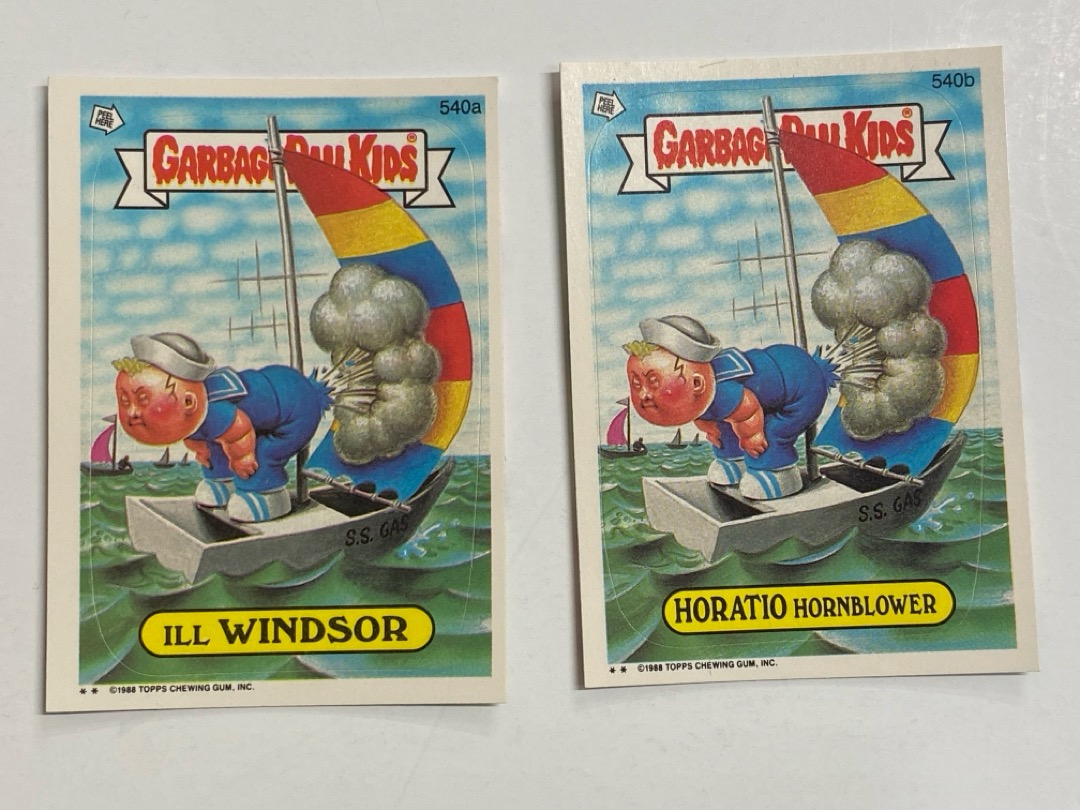 PEEL HERE
540a
GARBAGE PAIL KIDS®
S.S. GAS
ILL WINDSOR
** ©1988 TOPPS CHEWING GUM, INC.
PEEL HERE
540b
GARBAGE PAIL KIDS®
S.S. GAS
HORATIO HORNBLOWER
** ©1988 TOPPS CHEWING GUM, INC.